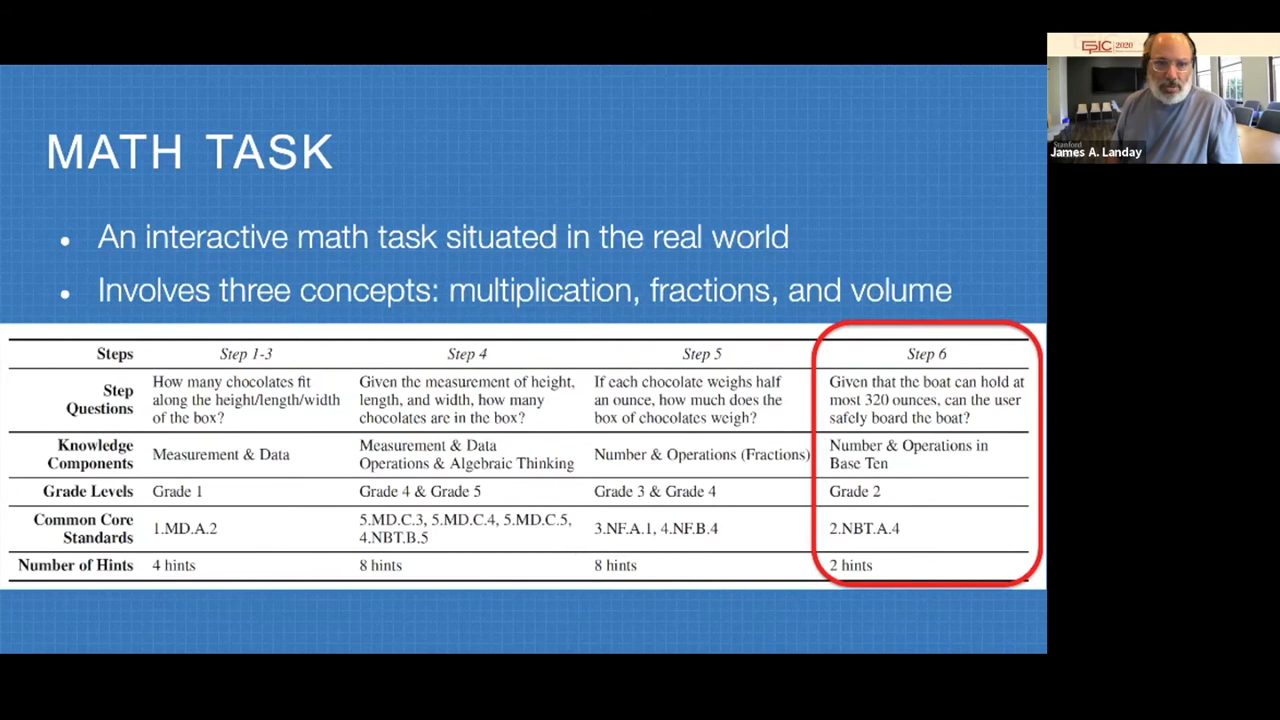 MATH TASK
• An interactive math task situated in the real world
• Involves three concepts: multiplication, fractions, and volume
Steps Step 1-3 Step 4 Step 5 Step 6
Step Questions How many chocolates fit along the height/length/width of the box? Given the measurement of height, length, and width, how many chocolates are in the box? If each chocolate weighs half an ounce, how much does the box of chocolates weigh? Given that the boat can hold at most 320 ounces, can the user safely board the boat?
Knowledge Components Measurement & Data Measurement & Data Operations & Algebraic Thinking Number & Operations (Fractions) Number & Operations in Base Ten
Grade Levels Grade 1 Grade 4 & Grade 5 Grade 3 & Grade 4 Grade 2
Common Core Standards 1.MD.A.2 5.MD.C.3, 5.MD.C.4, 5.MD.C.5, 4.NBT.B.5 3.NF.A.1, 4.NF.B.4 2.NBT.A.4
Number of Hints 4 hints 8 hints 8 hints 2 hints
EPIC 2020
Stanford
James A. Landay